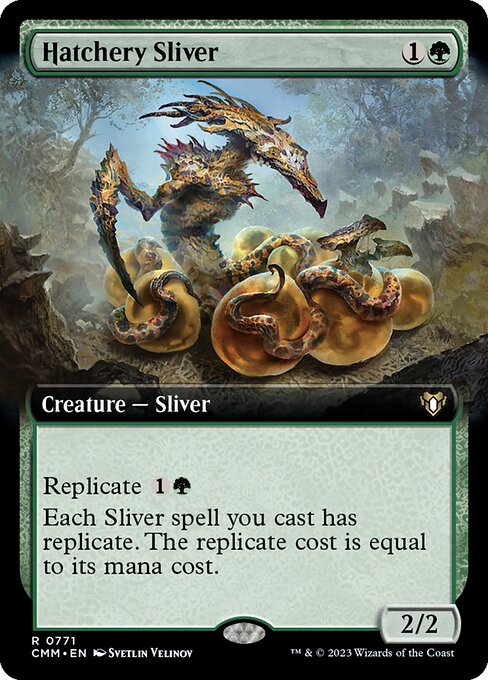 Hatchery Sliver 1
Creature — Sliver
Replicate 1
Each Sliver spell you cast has
replicate. The replicate cost is equal
to its mana cost.
2/2
R 0771
CMM • EN Svetlin Velinov
™ & © 2023 Wizards of the Coast